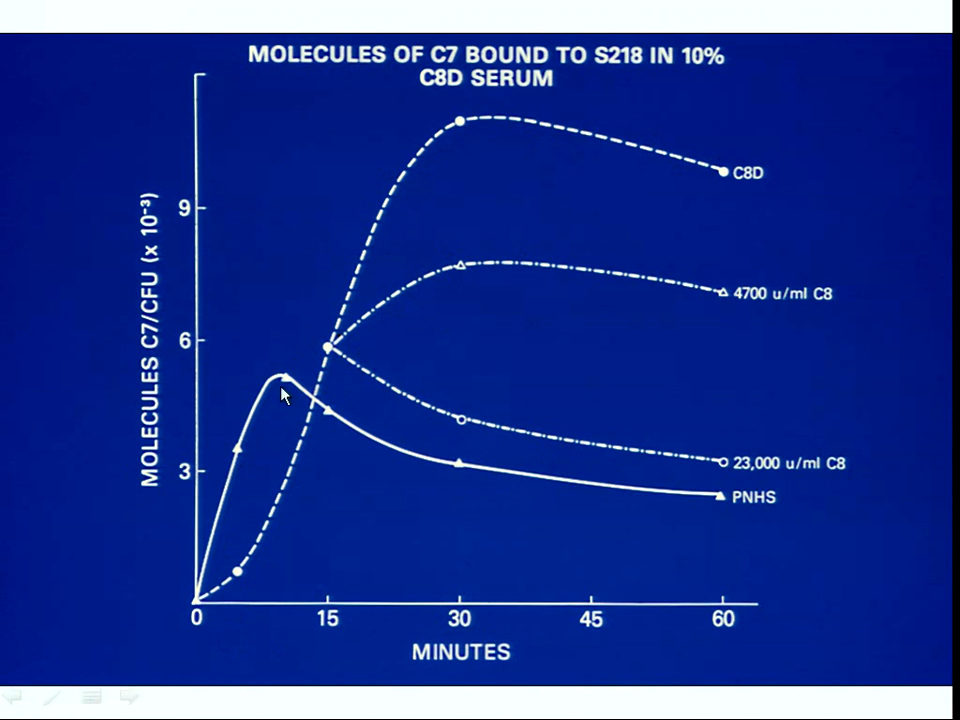 MOLECULES OF C7 BOUND TO S218 IN 10%
C8D SERUM
MOLECULES C7/CFU (x 10⁻³)
9
6
3
C8D
4700 u/ml C8
23,000 u/ml C8
PNHS
0 15 30 45 60
MINUTES